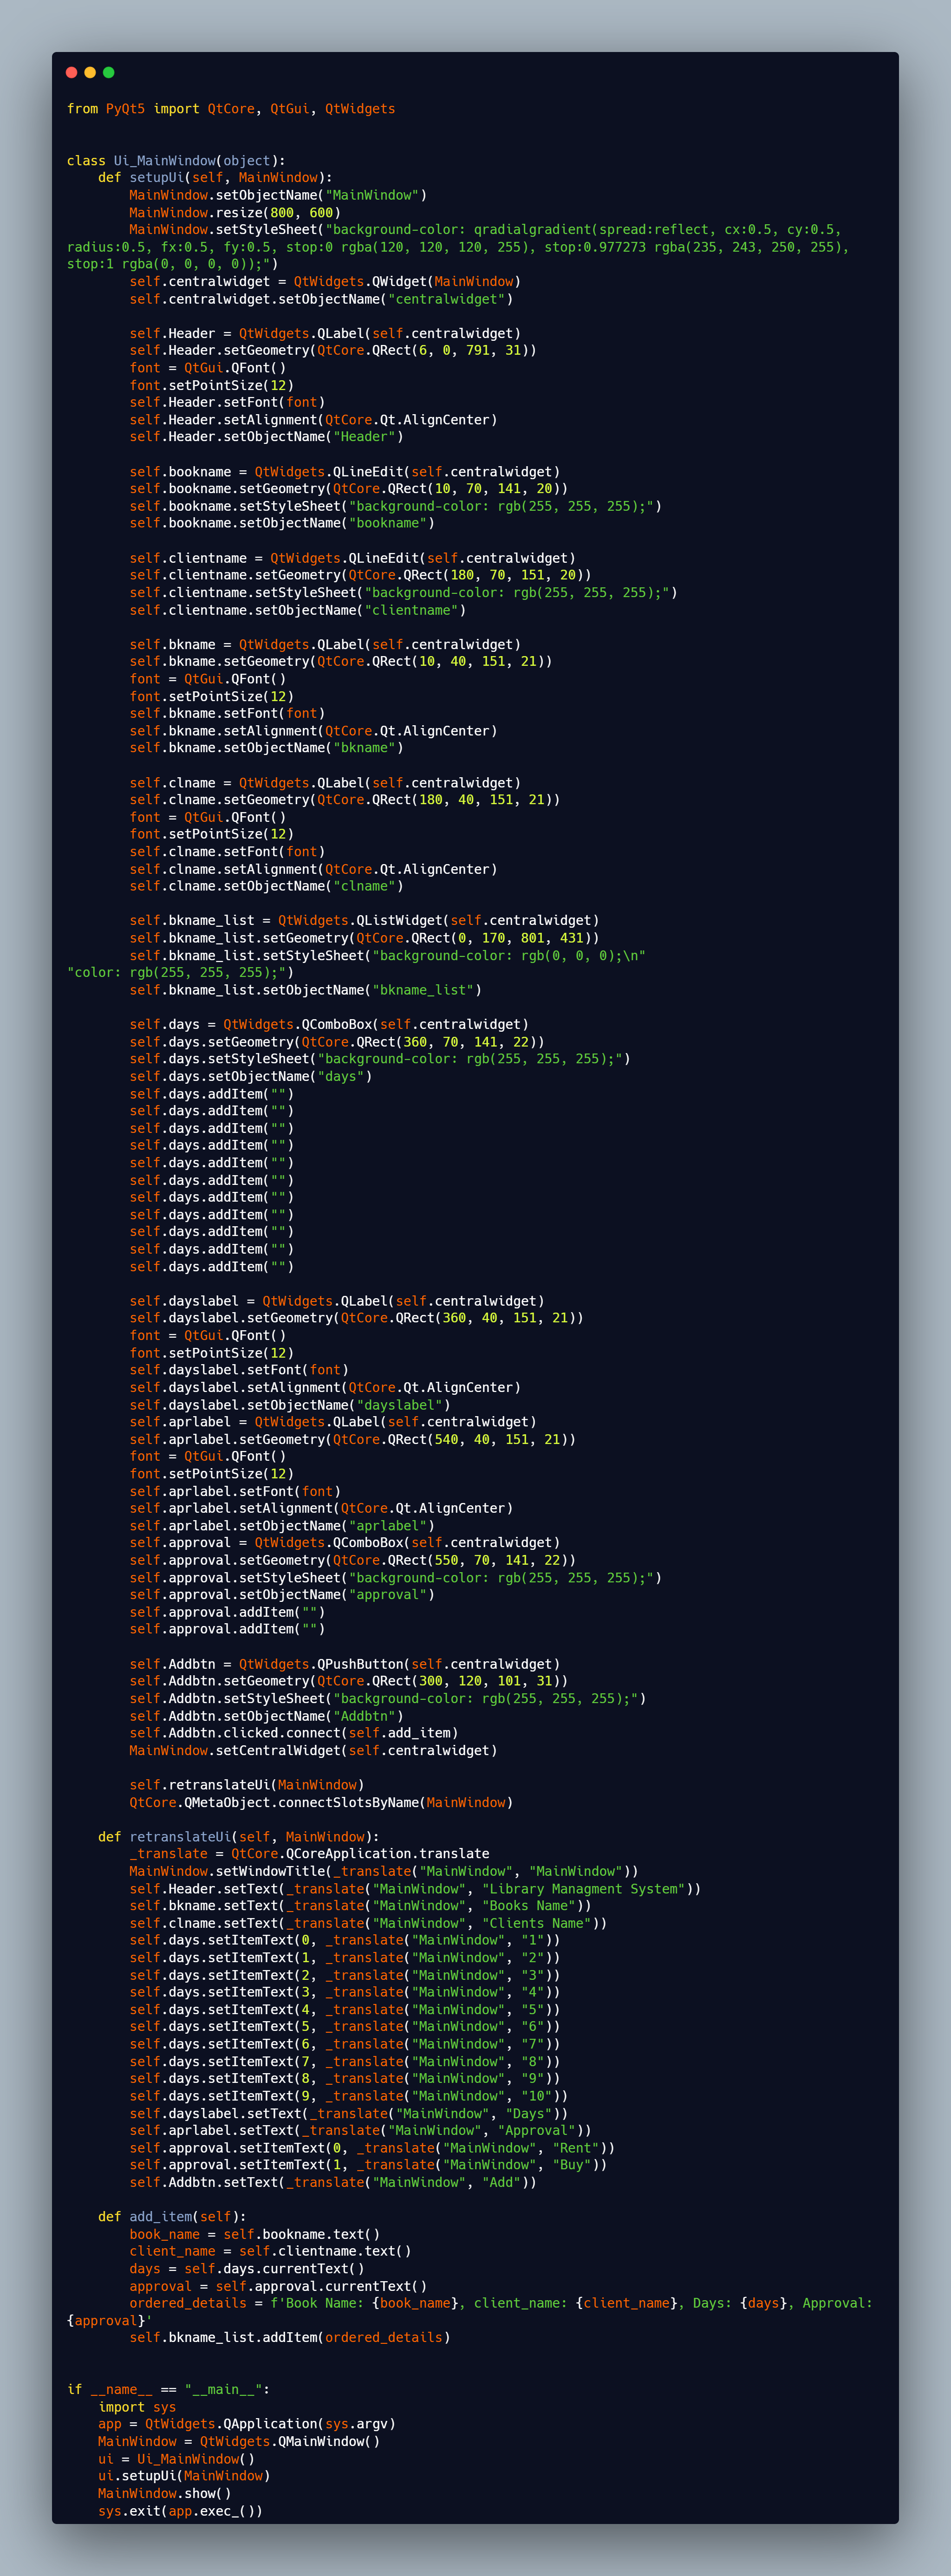 from PyQt5 import QtCore, QtGui, QtWidgets


class Ui_MainWindow(object):
    def setupUi(self, MainWindow):
        MainWindow.setObjectName("MainWindow")
        MainWindow.resize(800, 600)
        MainWindow.setStyleSheet("background-color: qradialgradient(spread:reflect, cx:0.5, cy:0.5,
radius:0.5, fx:0.5, fy:0.5, stop:0 rgba(120, 120, 120, 255), stop:0.977273 rgba(235, 243, 250, 255),
stop:1 rgba(0, 0, 0, 0));")
        self.centralwidget = QtWidgets.QWidget(MainWindow)
        self.centralwidget.setObjectName("centralwidget")

        self.Header = QtWidgets.QLabel(self.centralwidget)
        self.Header.setGeometry(QtCore.QRect(6, 0, 791, 31))
        font = QtGui.QFont()
        font.setPointSize(12)
        self.Header.setFont(font)
        self.Header.setAlignment(QtCore.Qt.AlignCenter)
        self.Header.setObjectName("Header")

        self.bookname = QtWidgets.QLineEdit(self.centralwidget)
        self.bookname.setGeometry(QtCore.QRect(10, 70, 141, 20))
        self.bookname.setStyleSheet("background-color: rgb(255, 255, 255);")
        self.bookname.setObjectName("bookname")

        self.clientname = QtWidgets.QLineEdit(self.centralwidget)
        self.clientname.setGeometry(QtCore.QRect(180, 70, 151, 20))
        self.clientname.setStyleSheet("background-color: rgb(255, 255, 255);")
        self.clientname.setObjectName("clientname")

        self.bkname = QtWidgets.QLabel(self.centralwidget)
        self.bkname.setGeometry(QtCore.QRect(10, 40, 151, 21))
        font = QtGui.QFont()
        font.setPointSize(12)
        self.bkname.setFont(font)
        self.bkname.setAlignment(QtCore.Qt.AlignCenter)
        self.bkname.setObjectName("bkname")

        self.clname = QtWidgets.QLabel(self.centralwidget)
        self.clname.setGeometry(QtCore.QRect(180, 40, 151, 21))
        font = QtGui.QFont()
        font.setPointSize(12)
        self.clname.setFont(font)
        self.clname.setAlignment(QtCore.Qt.AlignCenter)
        self.clname.setObjectName("clname")

        self.bkname_list = QtWidgets.QListWidget(self.centralwidget)
        self.bkname_list.setGeometry(QtCore.QRect(0, 170, 801, 431))
        self.bkname_list.setStyleSheet("background-color: rgb(0, 0, 0);\n"
"color: rgb(255, 255, 255);")
        self.bkname_list.setObjectName("bkname_list")

        self.days = QtWidgets.QComboBox(self.centralwidget)
        self.days.setGeometry(QtCore.QRect(360, 70, 141, 22))
        self.days.setStyleSheet("background-color: rgb(255, 255, 255);")
        self.days.setObjectName("days")
        self.days.addItem("")
        self.days.addItem("")
        self.days.addItem("")
        self.days.addItem("")
        self.days.addItem("")
        self.days.addItem("")
        self.days.addItem("")
        self.days.addItem("")
        self.days.addItem("")
        self.days.addItem("")
        self.days.addItem("")

        self.dayslabel = QtWidgets.QLabel(self.centralwidget)
        self.dayslabel.setGeometry(QtCore.QRect(360, 40, 151, 21))
        font = QtGui.QFont()
        font.setPointSize(12)
        self.dayslabel.setFont(font)
        self.dayslabel.setAlignment(QtCore.Qt.AlignCenter)
        self.dayslabel.setObjectName("dayslabel")
        self.aprlabel = QtWidgets.QLabel(self.centralwidget)
        self.aprlabel.setGeometry(QtCore.QRect(540, 40, 151, 21))
        font = QtGui.QFont()
        font.setPointSize(12)
        self.aprlabel.setFont(font)
        self.aprlabel.setAlignment(QtCore.Qt.AlignCenter)
        self.aprlabel.setObjectName("aprlabel")
        self.approval = QtWidgets.QComboBox(self.centralwidget)
        self.approval.setGeometry(QtCore.QRect(550, 70, 141, 22))
        self.approval.setStyleSheet("background-color: rgb(255, 255, 255);")
        self.approval.setObjectName("approval")
        self.approval.addItem("")
        self.approval.addItem("")

        self.Addbtn = QtWidgets.QPushButton(self.centralwidget)
        self.Addbtn.setGeometry(QtCore.QRect(300, 120, 101, 31))
        self.Addbtn.setStyleSheet("background-color: rgb(255, 255, 255);")
        self.Addbtn.setObjectName("Addbtn")
        self.Addbtn.clicked.connect(self.add_item)
        MainWindow.setCentralWidget(self.centralwidget)

        self.retranslateUi(MainWindow)
        QtCore.QMetaObject.connectSlotsByName(MainWindow)

    def retranslateUi(self, MainWindow):
        _translate = QtCore.QCoreApplication.translate
        MainWindow.setWindowTitle(_translate("MainWindow", "MainWindow"))
        self.Header.setText(_translate("MainWindow", "Library Managment System"))
        self.bkname.setText(_translate("MainWindow", "Books Name"))
        self.clname.setText(_translate("MainWindow", "Clients Name"))
        self.days.setItemText(0, _translate("MainWindow", "1"))
        self.days.setItemText(1, _translate("MainWindow", "2"))
        self.days.setItemText(2, _translate("MainWindow", "3"))
        self.days.setItemText(3, _translate("MainWindow", "4"))
        self.days.setItemText(4, _translate("MainWindow", "5"))
        self.days.setItemText(5, _translate("MainWindow", "6"))
        self.days.setItemText(6, _translate("MainWindow", "7"))
        self.days.setItemText(7, _translate("MainWindow", "8"))
        self.days.setItemText(8, _translate("MainWindow", "9"))
        self.days.setItemText(9, _translate("MainWindow", "10"))
        self.dayslabel.setText(_translate("MainWindow", "Days"))
        self.aprlabel.setText(_translate("MainWindow", "Approval"))
        self.approval.setItemText(0, _translate("MainWindow", "Rent"))
        self.approval.setItemText(1, _translate("MainWindow", "Buy"))
        self.Addbtn.setText(_translate("MainWindow", "Add"))

    def add_item(self):
        book_name = self.bookname.text()
        client_name = self.clientname.text()
        days = self.days.currentText()
        approval = self.approval.currentText()
        ordered_details = f'Book Name: {book_name}, client_name: {client_name}, Days: {days}, Approval:
{approval}'
        self.bkname_list.addItem(ordered_details)


if __name__ == "__main__":
    import sys
    app = QtWidgets.QApplication(sys.argv)
    MainWindow = QtWidgets.QMainWindow()
    ui = Ui_MainWindow()
    ui.setupUi(MainWindow)
    MainWindow.show()
    sys.exit(app.exec_())